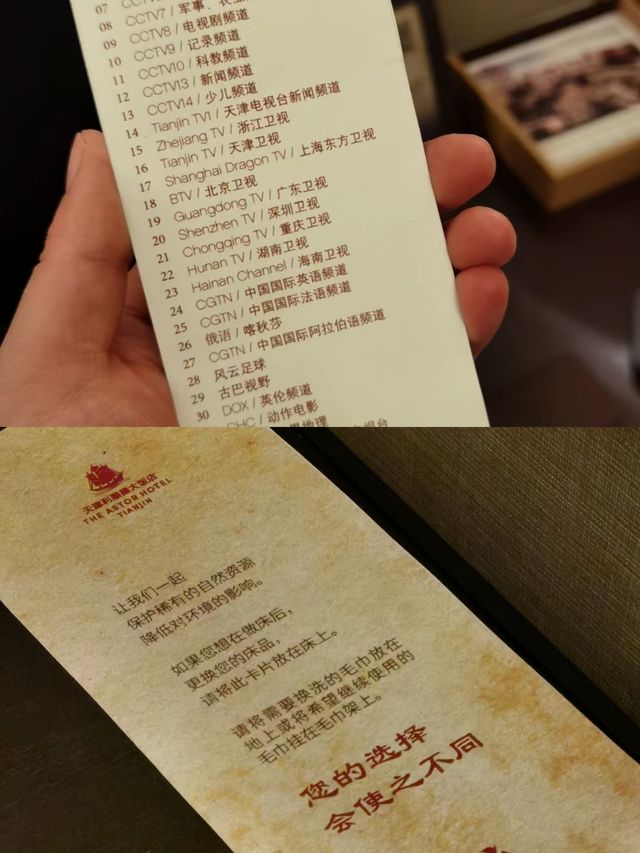 07
08 CCTV7 / 军事、农业
09 CCTV8 / 电视剧频道
10 CCTV9 / 记录频道
11 CCTV10 / 科教频道
12 CCTV13 / 新闻频道
13 CCTV14 / 少儿频道
14 Tianjin TV1 / 天津电视台新闻频道
15 Zhejiang TV / 浙江卫视
16 Tianjin TV / 天津卫视
17 Shanghai Dragon TV / 上海东方卫视
18 BTV / 北京卫视
19 Guangdong TV / 广东卫视
20 Shenzhen TV / 深圳卫视
21 Chongqing TV / 重庆卫视
22 Hunan TV / 湖南卫视
23 Hainan Channel / 海南卫视
24 CGTN / 中国国际英语频道
25 CGTN / 中国国际法语频道
26 俄语 / 喀秋莎
27 CGTN / 中国国际阿拉伯语频道
28 风云足球
29 古巴视野
30 DOX / 英伦频道
CHC / 动作电影
天津利顺德大饭店
THE ASTOR HOTEL
TIANJIN
让我们一起
保护稀有的自然资源
降低对环境的影响。
如果您想在做床后,
更换您的床品,
请将此卡片放在床上。
请将需要换洗的毛巾放在
地上或将希望继续使用的
毛巾挂在毛巾架上。
您的选择
会使之不同